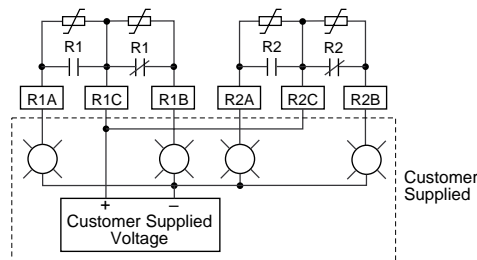 R1 R1 R2 R2
R1A R1C R1B R2A R2C R2B
Customer
Supplied
+ –
Customer Supplied
Voltage